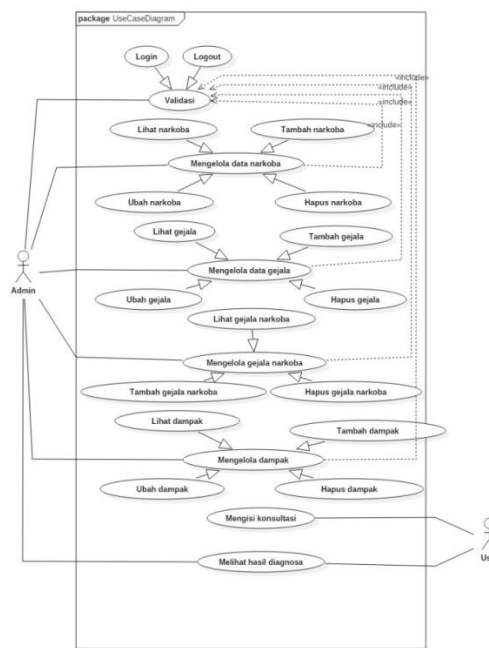 package UseCaseDiagram
Login
Logout
«include»
«include»
Validasi
«include»
Lihat narkoba
Tambah narkoba
«include»
Mengelola data narkoba
Ubah narkoba
Hapus narkoba
Lihat gejala
Tambah gejala
Mengelola data gejala
Admin
Ubah gejala
Hapus gejala
Lihat gejala narkoba
Mengelola gejala narkoba
Tambah gejala narkoba
Hapus gejala narkoba
Lihat dampak
Tambah dampak
Mengelola dampak
Ubah dampak
Hapus dampak
Mengisi konsultasi
Us
Melihat hasil diagnosa